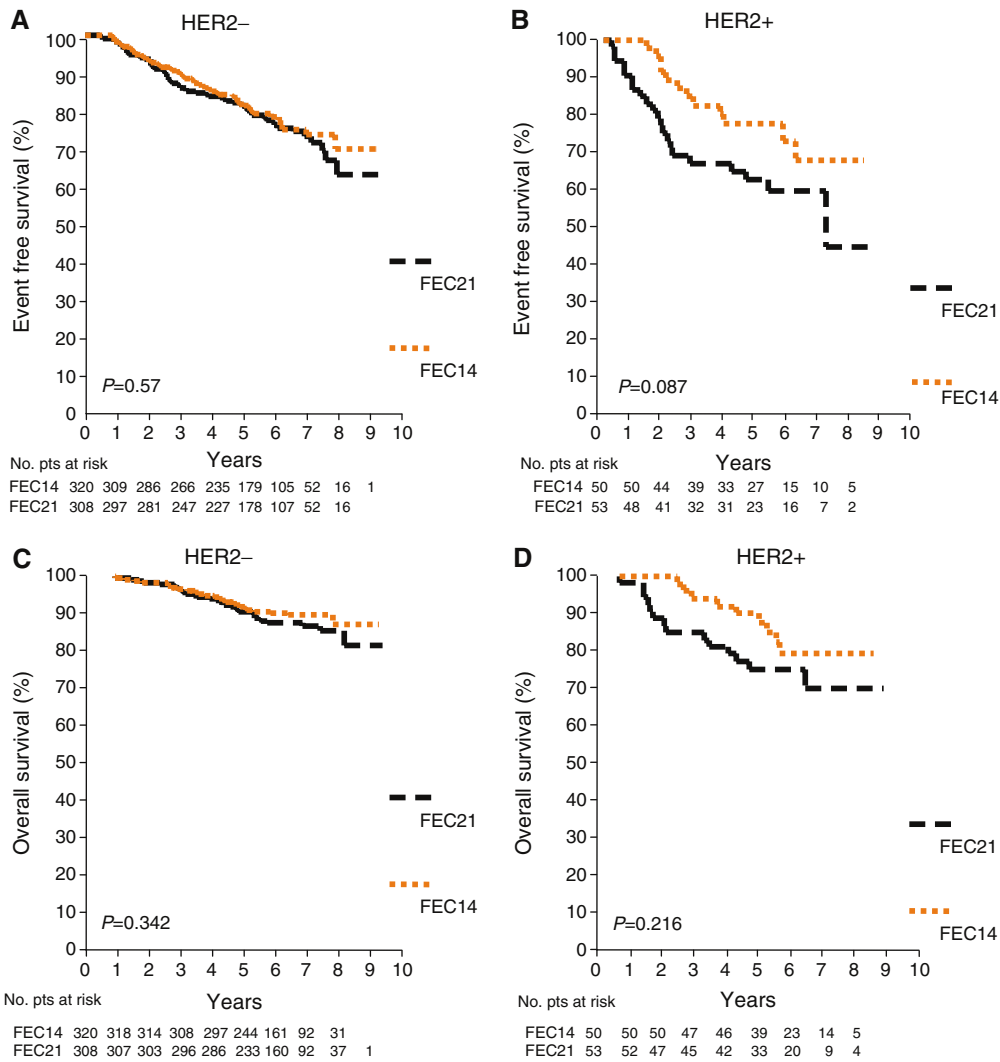 A
HER2–
Event free survival (%)
100
90
80
70
60
50
40
30
20
10
0
P=0.57
FEC21
FEC14
0 1 2 3 4 5 6 7 8 9 10
Years
No. pts at risk
FEC14 320 309 286 266 235 179 105 52 16 1
FEC21 308 297 281 247 227 178 107 52 16
B
HER2+
Event free survival (%)
100
90
80
70
60
50
40
30
20
10
0
P=0.087
FEC21
FEC14
0 1 2 3 4 5 6 7 8 9 10
Years
No. pts at risk
FEC14 50 50 44 39 33 27 15 10 5
FEC21 53 48 41 32 31 23 16 7 2
C
HER2–
Overall survival (%)
100
90
80
70
60
50
40
30
20
10
0
P=0.342
FEC21
FEC14
0 1 2 3 4 5 6 7 8 9 10
Years
No. pts at risk
FEC14 320 318 314 308 297 244 161 92 31
FEC21 308 307 303 296 286 233 160 92 37 1
D
HER2+
Overall survival (%)
100
90
80
70
60
50
40
30
20
10
0
P=0.216
FEC21
FEC14
0 1 2 3 4 5 6 7 8 9 10
Years
No. pts at risk
FEC14 50 50 50 47 46 39 23 14 5
FEC21 53 52 47 45 42 33 20 9 4